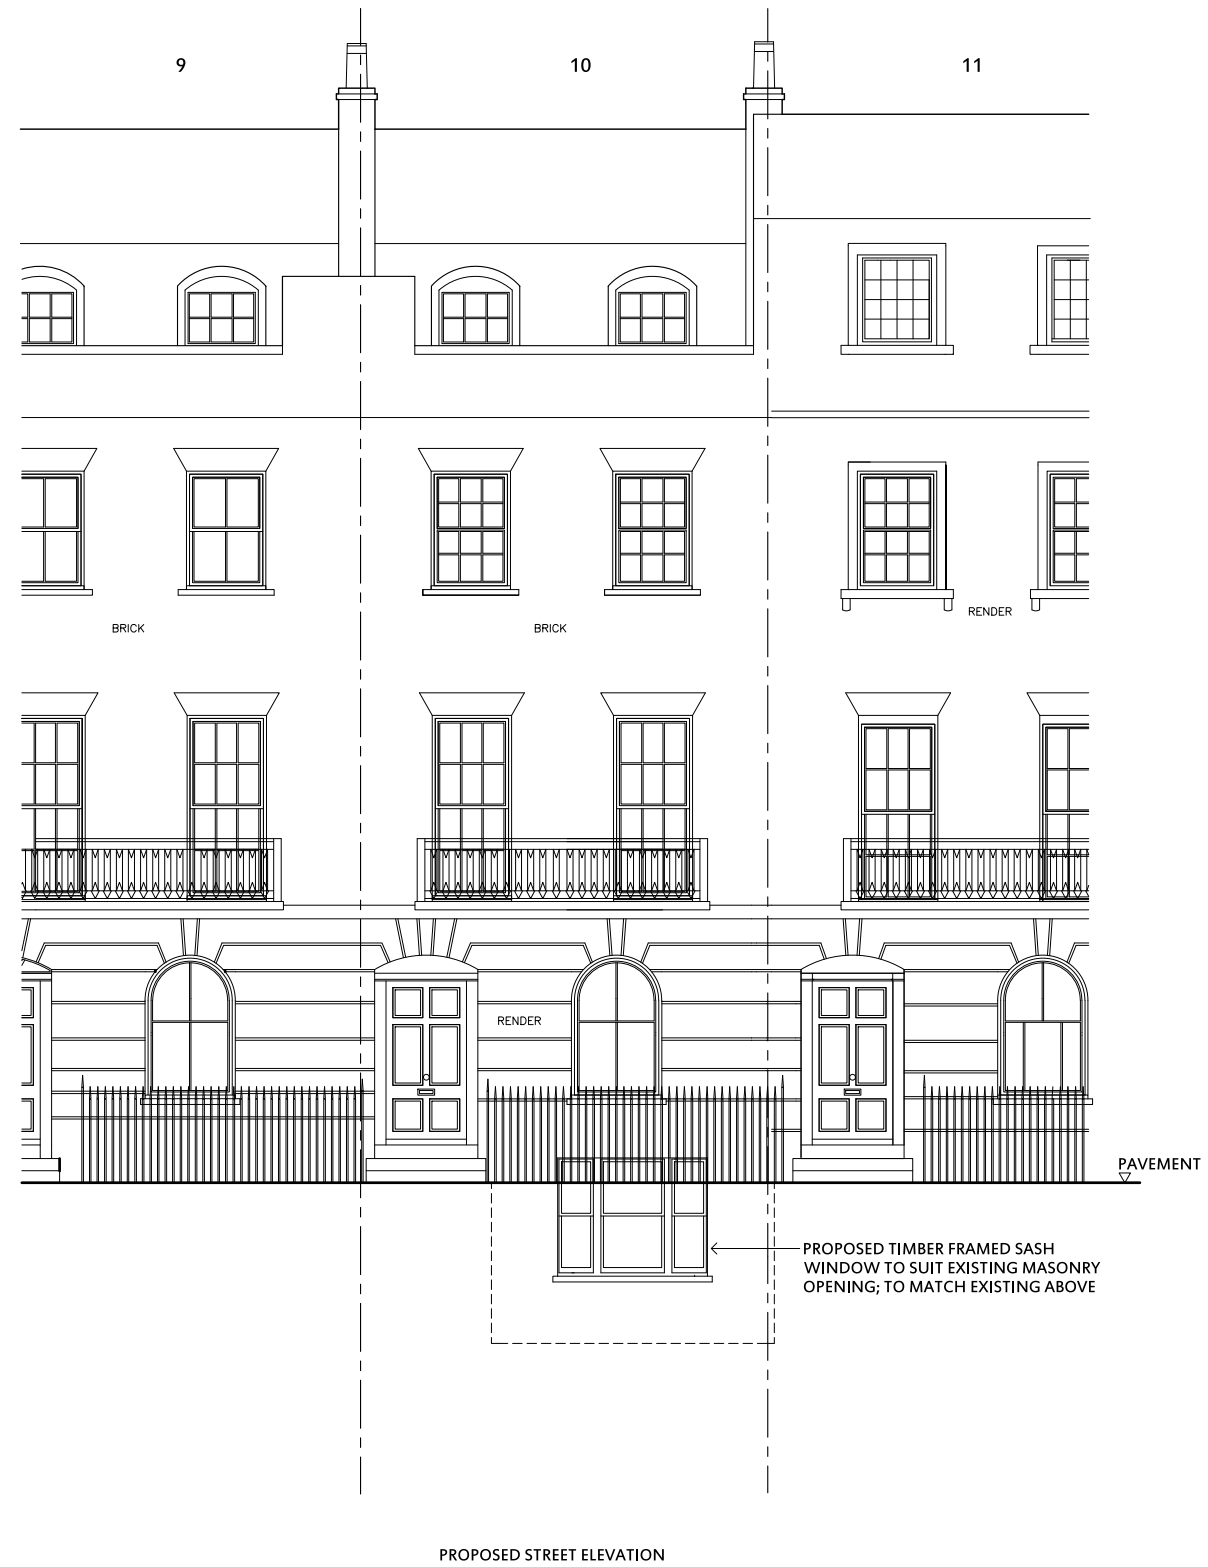 9
10
11
BRICK
BRICK
RENDER
RENDER
PAVEMENT
PROPOSED TIMBER FRAMED SASH
WINDOW TO SUIT EXISTING MASONRY
OPENING; TO MATCH EXISTING ABOVE
PROPOSED STREET ELEVATION